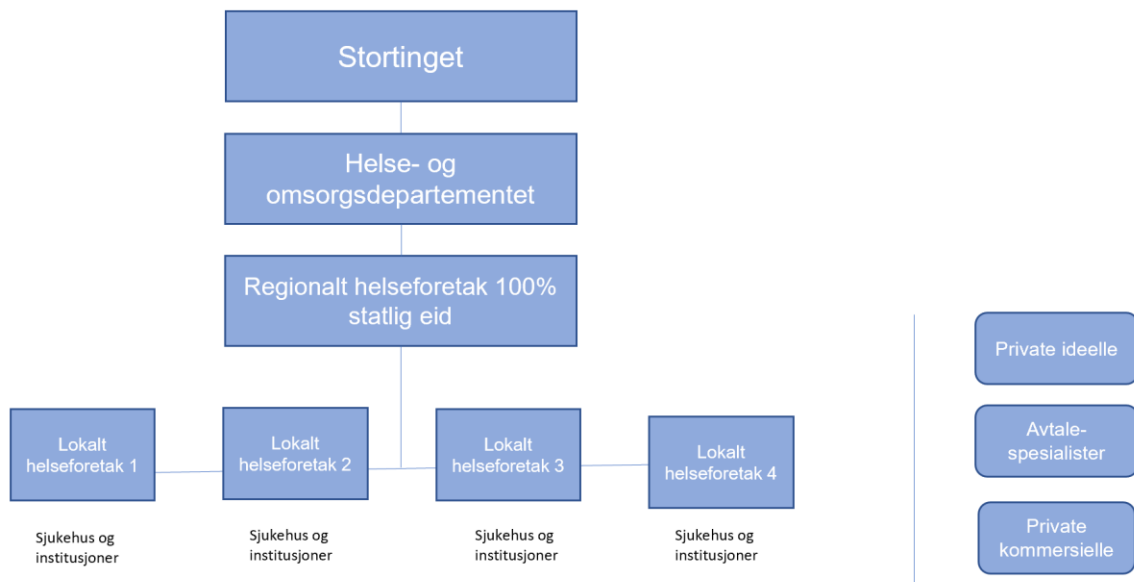 Stortinget
Helse- og
omsorgsdepartementet
Regionalt helseforetak 100%
statlig eid
Lokalt
helseforetak 1
Lokalt
helseforetak 2
Lokalt
helseforetak 3
Lokalt
helseforetak 4
Sjukehus og
institusjoner
Sjukehus og
institusjoner
Sjukehus og
institusjoner
Sjukehus og
institusjoner
Private ideelle
Avtale-
spesialister
Private
kommersielle